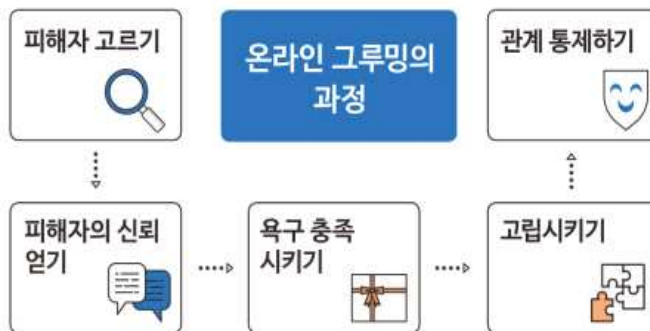 피해자 고르기
온라인 그루밍의
과정
관계 통제하기
피해자의 신뢰
얻기
욕구 충족
시키기
고립시키기